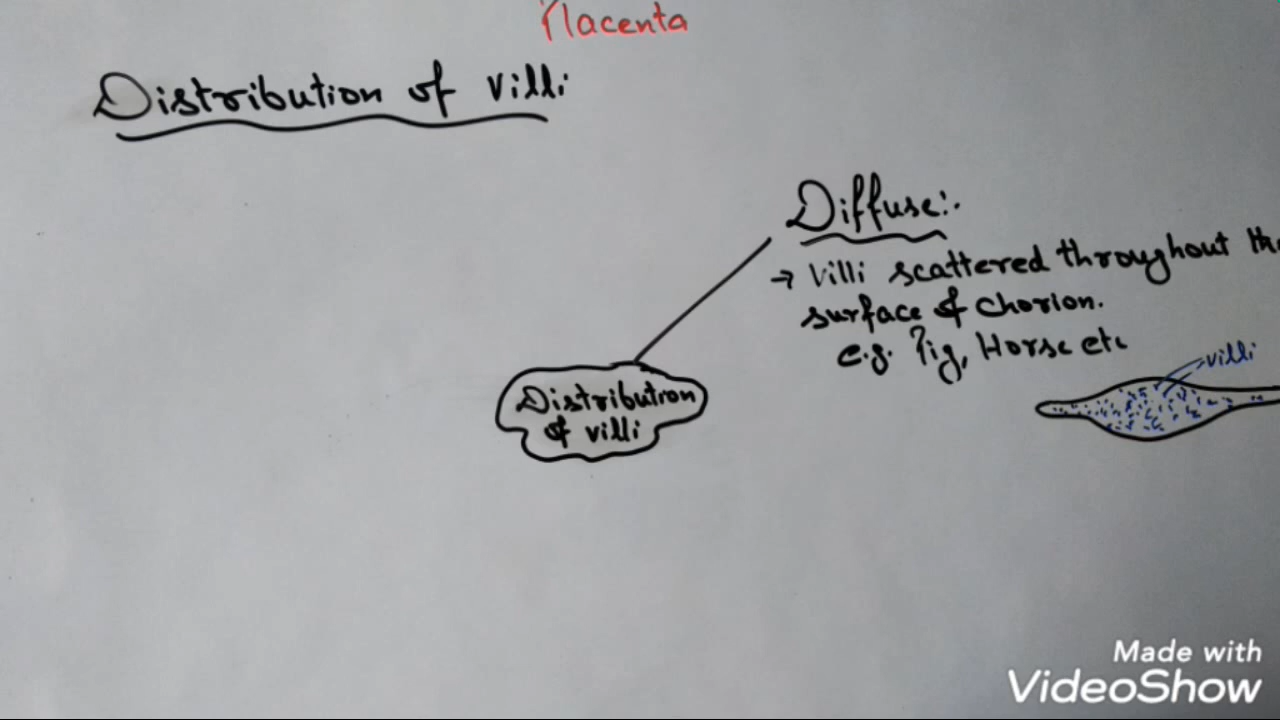 Placenta
Distribution of villi
Diffuse:-
→ Villi scattered throughout the
surface of chorion.
e.g. Pig, Horse etc
villi
Distribution
of villi
Made with
VideoShow